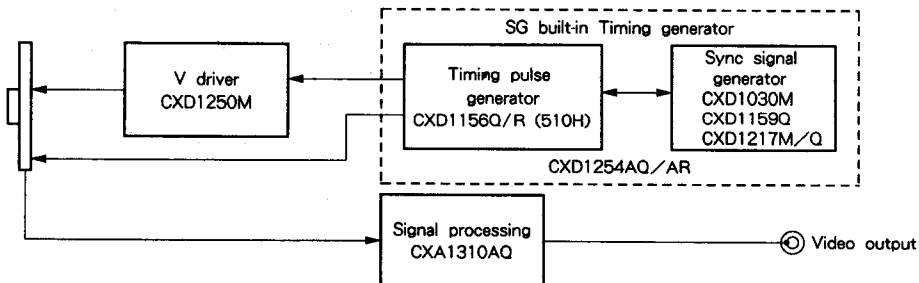 SG built-in Timing generator
V driver
CXD1250M
Timing pulse
generator
CXD1156Q/R (510H)
Sync signal
generator
CXD1030M
CXD1159Q
CXD1217M/Q
CXD1254AQ/AR
Signal processing
CXA1310AQ
Video output